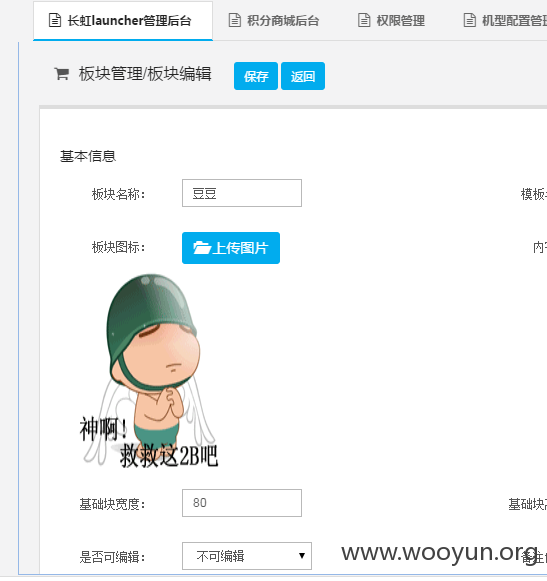 长虹launcher管理后台 积分商城后台 权限管理 机型配置管理
板块管理/板块编辑 保存 返回
基本信息
板块名称： 豆豆 模板
板块图标： 上传图片 内
神啊!
救救这2B吧
基础块宽度： 80 基础块
是否可编辑： 不可编辑 备注
www.wooyun.org